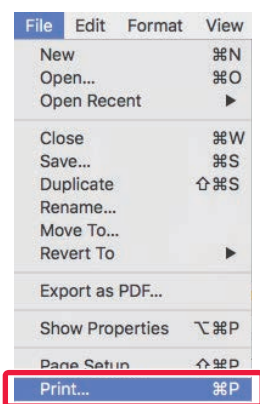 File Edit Format View
New ⌘N
Open... ⌘O
Open Recent ▶
Close ⌘W
Save... ⌘S
Duplicate ⇧⌘S
Rename...
Move To...
Revert To ▶
Export as PDF...
Show Properties ⌥⌘P
Page Setup ⇧⌘P
Print... ⌘P